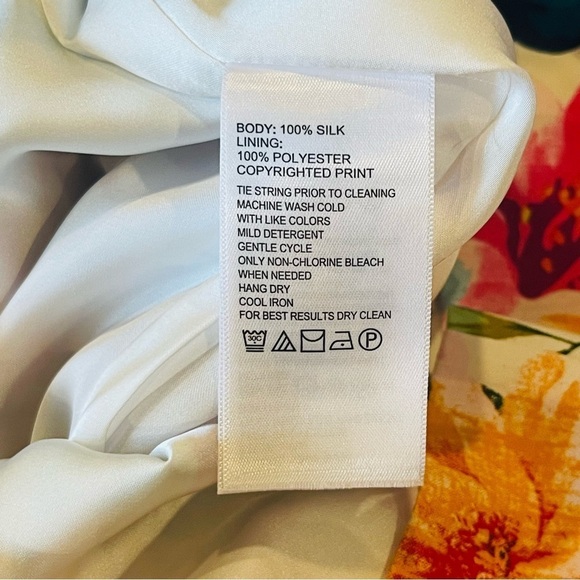 BODY: 100% SILK
LINING:
100% POLYESTER
COPYRIGHTED PRINT
TIE STRING PRIOR TO CLEANING
MACHINE WASH COLD
WITH LIKE COLORS
MILD DETERGENT
GENTLE CYCLE
ONLY NON-CHLORINE BLEACH
WHEN NEEDED
HANG DRY
COOL IRON
FOR BEST RESULTS DRY CLEAN
30C P